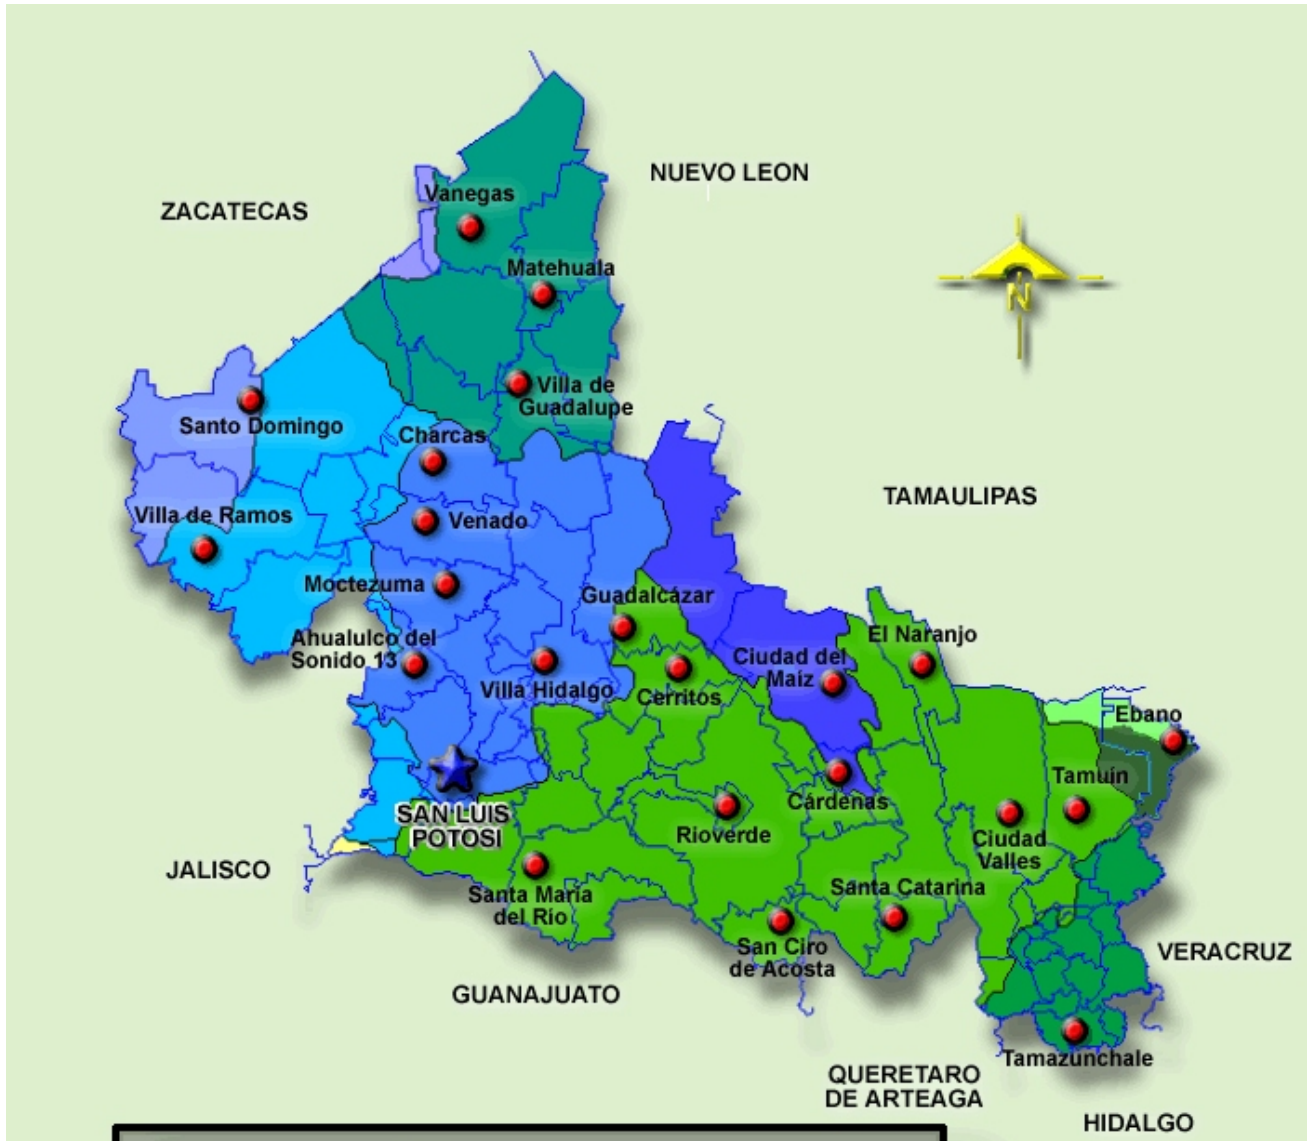 NUEVO LEON
Vanegas
ZACATECAS
Matehuala
N
Villa de
Guadalupe
Santo Domingo
Charcas
TAMAULIPAS
Villa de Ramos
Venado
Moctezuma
Guadalcázar
Ahualulco del
Sonido 13
El Naranjo
Ciudad del
Maíz
Villa Hidalgo
Cerritos
Ebano
Tamuín
Cárdenas
SAN LUIS
POTOSI
Rioverde
Ciudad
Valles
JALISCO
Santa Maria
del Rio
Santa Catarina
San Ciro
de Acosta
VERACRUZ
GUANAJUATO
Tamazunchale
QUERETARO
DE ARTEAGA
HIDALGO